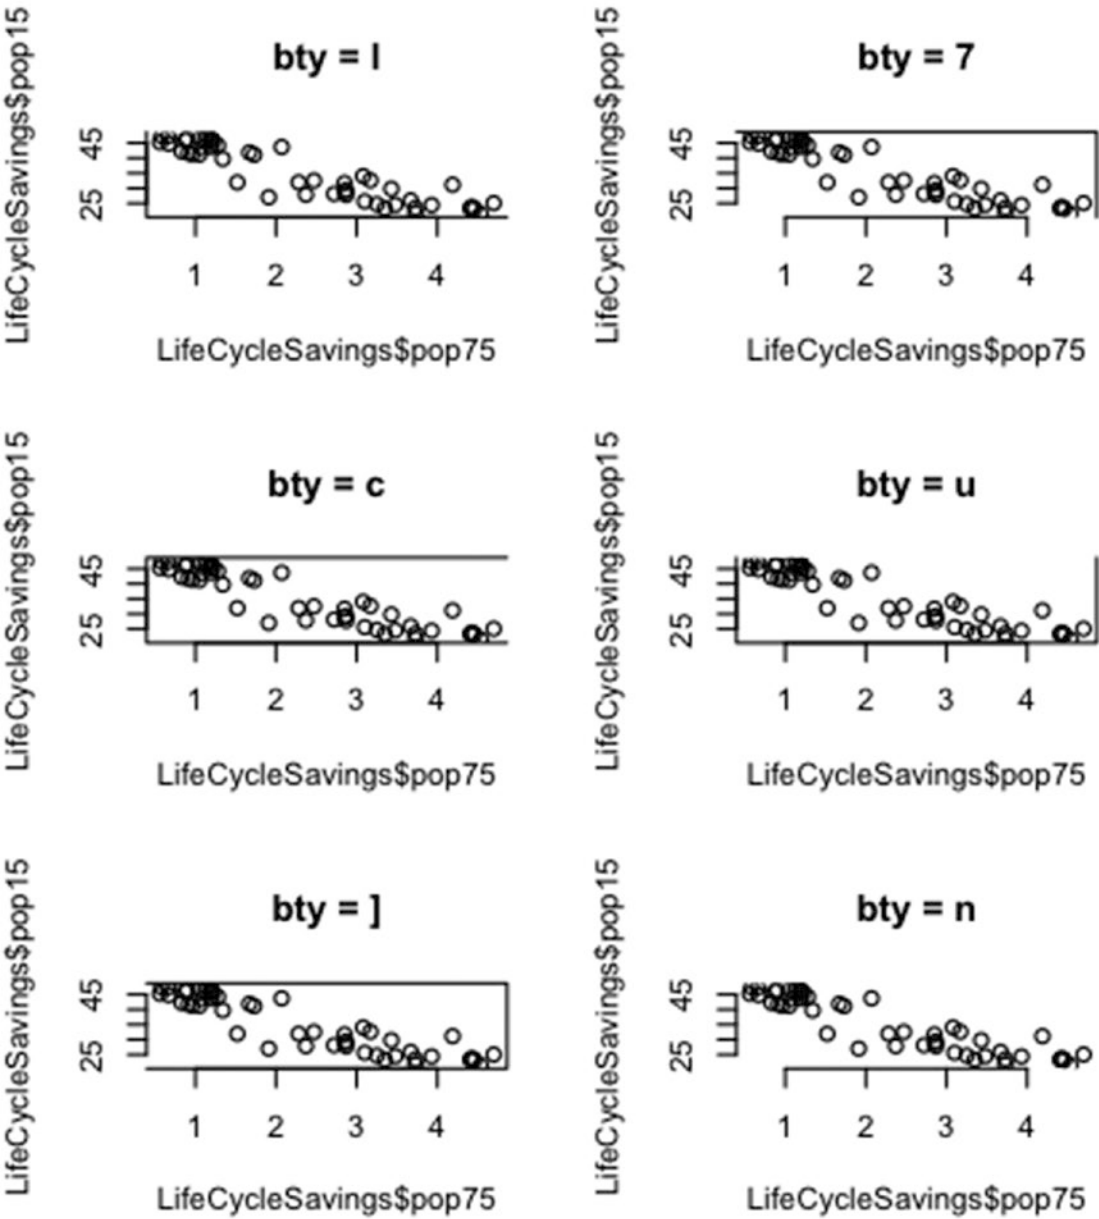 bty = l
LifeCycleSavings$pop15
45
25
1 2 3 4
LifeCycleSavings$pop75
bty = 7
LifeCycleSavings$pop15
45
25
1 2 3 4
LifeCycleSavings$pop75
bty = c
LifeCycleSavings$pop15
45
25
1 2 3 4
LifeCycleSavings$pop75
bty = u
LifeCycleSavings$pop15
45
25
1 2 3 4
LifeCycleSavings$pop75
bty = ]
LifeCycleSavings$pop15
45
25
1 2 3 4
LifeCycleSavings$pop75
bty = n
LifeCycleSavings$pop15
45
25
1 2 3 4
LifeCycleSavings$pop75